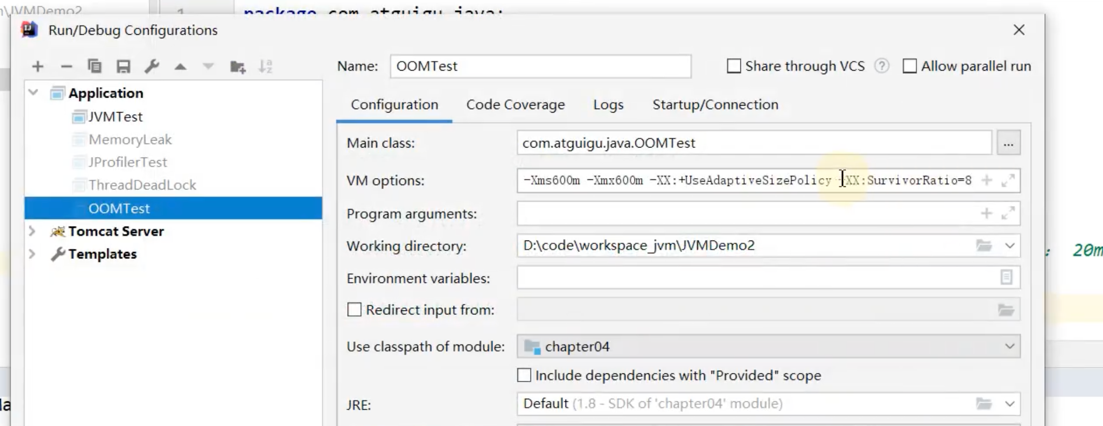 \JVMDemo2
package com.atguigu.java;
Run/Debug Configurations
Name: OOMTest Share through VCS ? Allow parallel run
Application
JVMTest
MemoryLeak
JProfilerTest
ThreadDeadLock
OOMTest
Tomcat Server
Templates
Configuration Code Coverage Logs Startup/Connection
Main class: com.atguigu.java.OOMTest ...
VM options: -Xms600m -Xmx600m -XX:+UseAdaptiveSizePolicy -XX:SurvivorRatio=8
Program arguments:
Working directory: D:\code\workspace_jvm\JVMDemo2
Environment variables:
Redirect input from:
Use classpath of module: chapter04
Include dependencies with "Provided" scope
JRE: Default (1.8 - SDK of 'chapter04' module)
: 20m